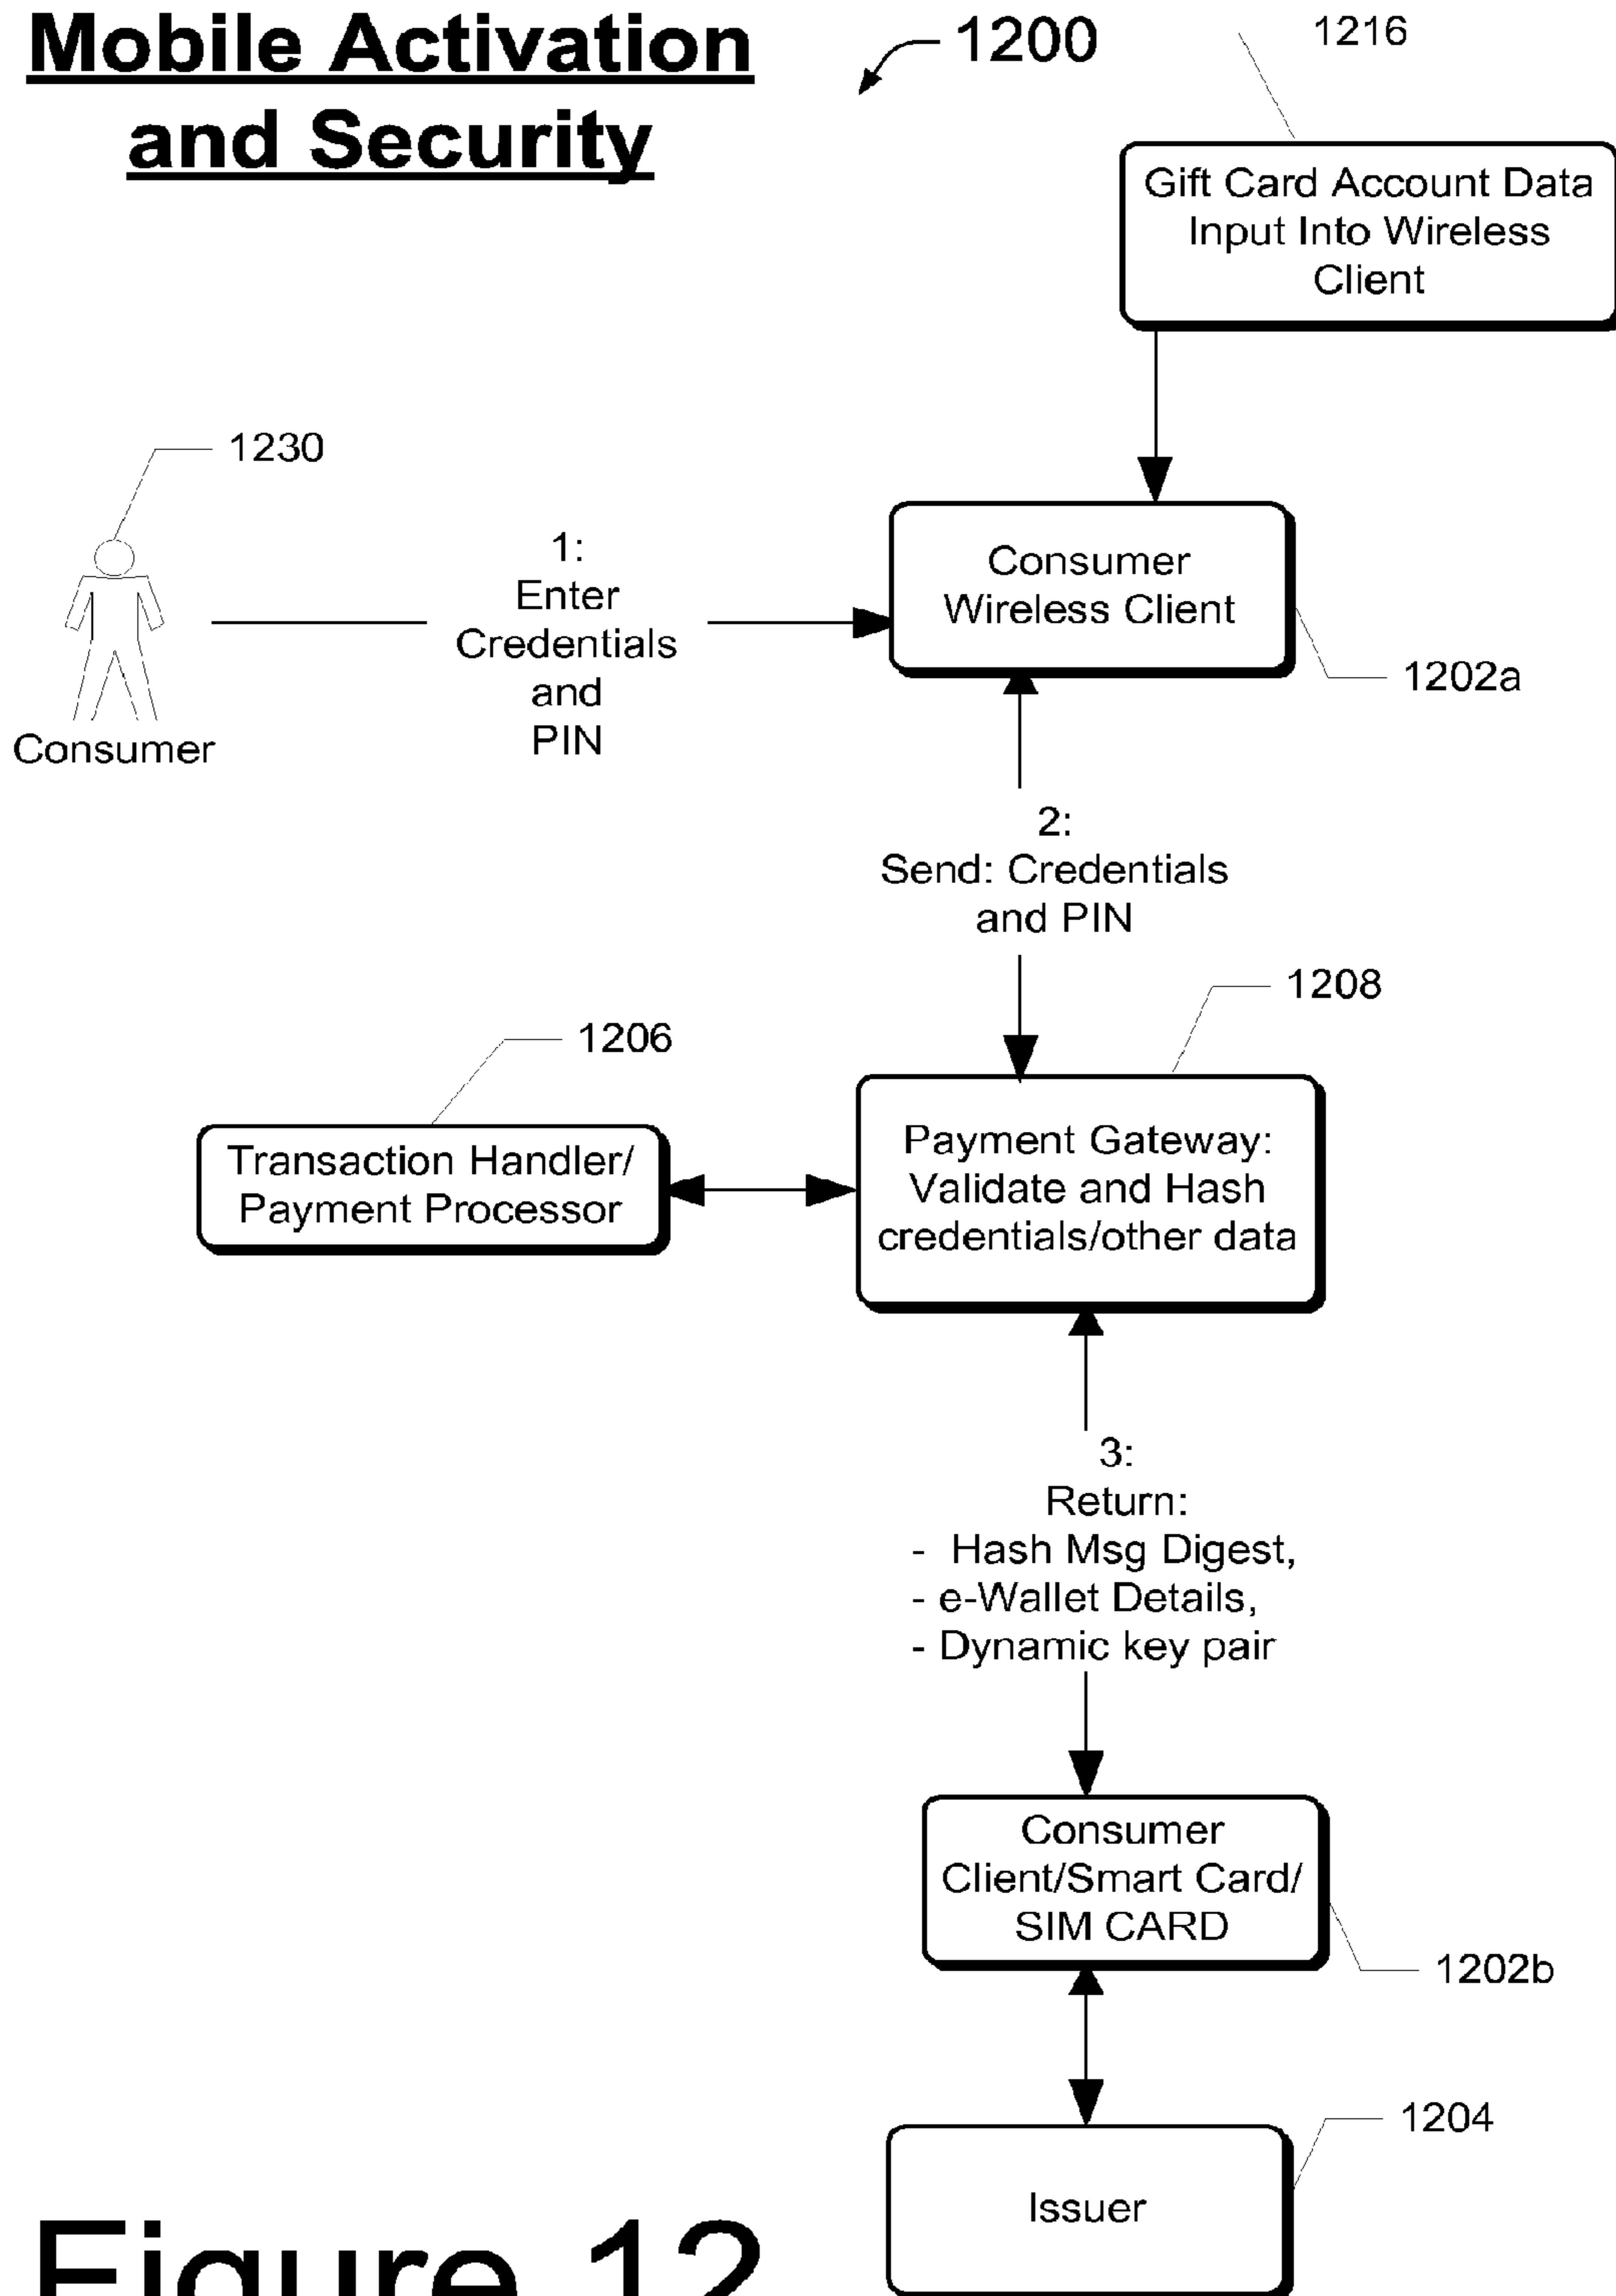 Mobile Activation
and Security
1200
1216
Gift Card Account Data
Input Into Wireless
Client
1230
Consumer
1:
Enter
Credentials
and
PIN
Consumer
Wireless Client
1202a
2:
Send: Credentials
and PIN
1208
1206
Transaction Handler/
Payment Processor
Payment Gateway:
Validate and Hash
credentials/other data
3:
Return:
- Hash Msg Digest,
- e-Wallet Details,
- Dynamic key pair
Consumer
Client/Smart Card/
SIM CARD
1202b
1204
Issuer
Figure 12